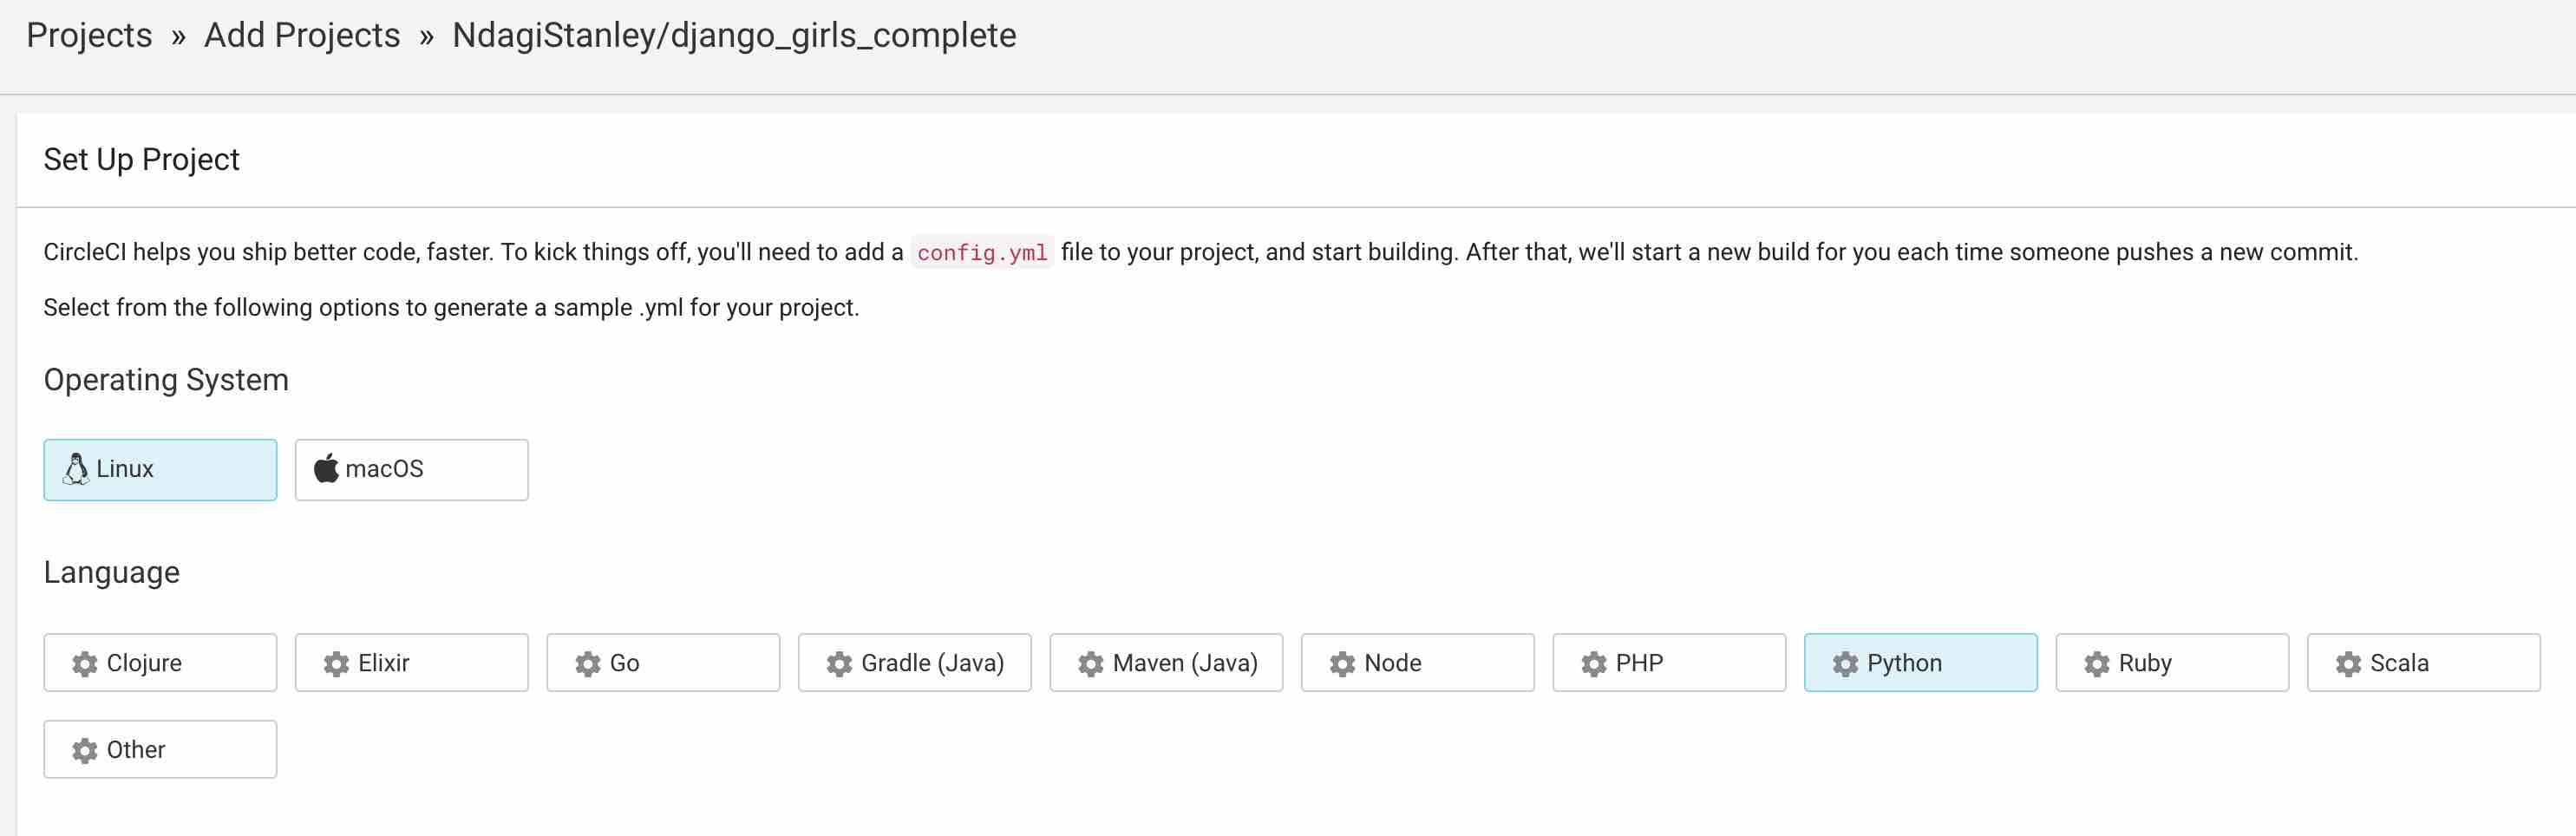 Projects » Add Projects » NdagiStanley/django_girls_complete
Set Up Project
CircleCI helps you ship better code, faster. To kick things off, you'll need to add a config.yml file to your project, and start building. After that, we'll start a new build for you each time someone pushes a new commit.
Select from the following options to generate a sample .yml for your project.
Operating System
Linux macOS
Language
Clojure Elixir Go Gradle (Java) Maven (Java) Node PHP Python Ruby Scala
Other